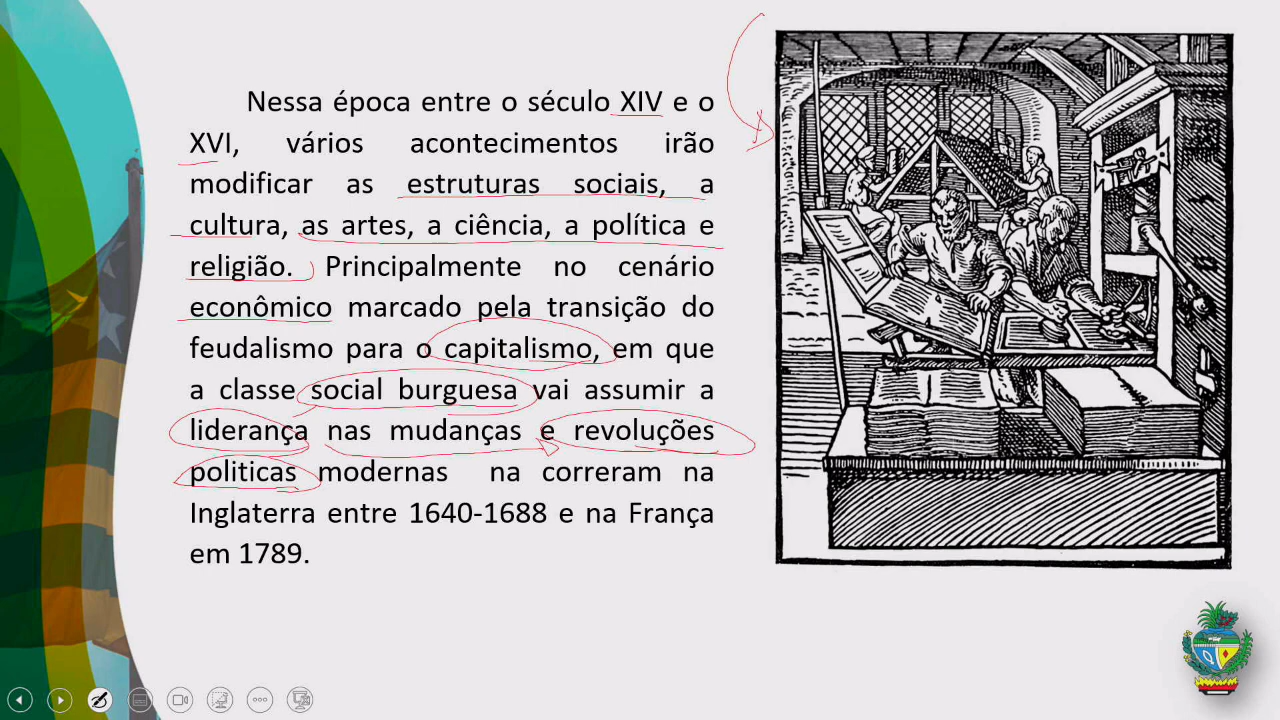 Nessa época entre o século XIV e o
XVI, vários acontecimentos irão
modificar as estruturas sociais, a
cultura, as artes, a ciência, a política e
religião. Principalmente no cenário
econômico marcado pela transição do
feudalismo para o capitalismo, em que
a classe social burguesa vai assumir a
liderança nas mudanças e revoluções
politicas modernas na correram na
Inglaterra entre 1640-1688 e na França
em 1789.